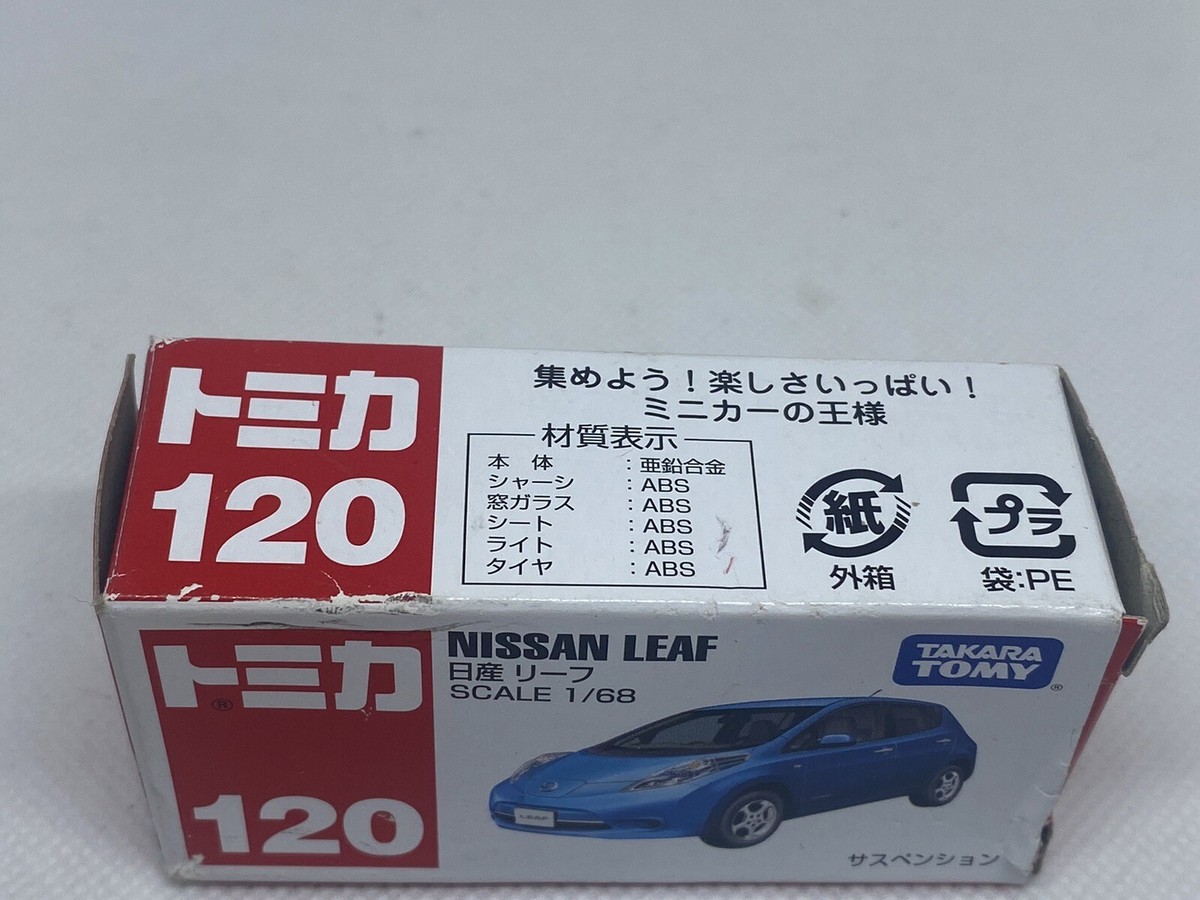 トミカ
120
集めよう!楽しさいっぱい!
ミニカーの王様
材質表示
本体 : 亜鉛合金
シャーシ : ABS
窓ガラス : ABS
シート : ABS
ライト : ABS
タイヤ : ABS
紙
外箱
プラ
袋:PE
トミカ®
120
NISSAN LEAF
日産 リーフ
SCALE 1/68
TAKARA
TOMY®
LEAF
サスペンション